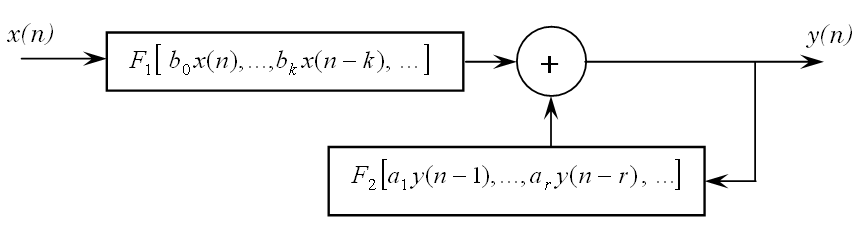 x(n)
y(n)
F₁[ b₀x(n),...,bₖx(n−k), ...]
+
F₂[a₁y(n−1),...,aᵣy(n−r), ...]